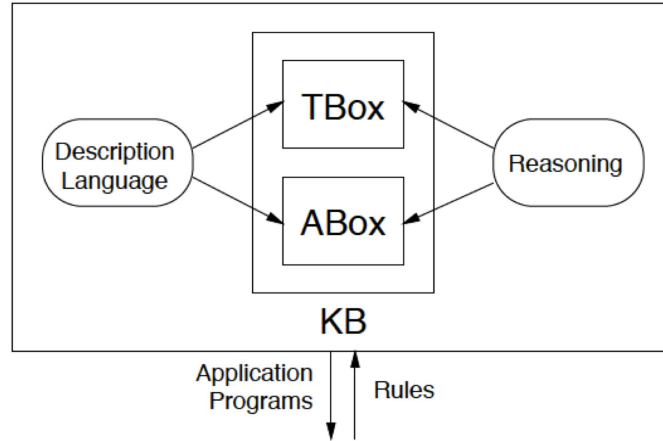 TBox
Description
Language
Reasoning
ABox
KB
Application
Programs
Rules